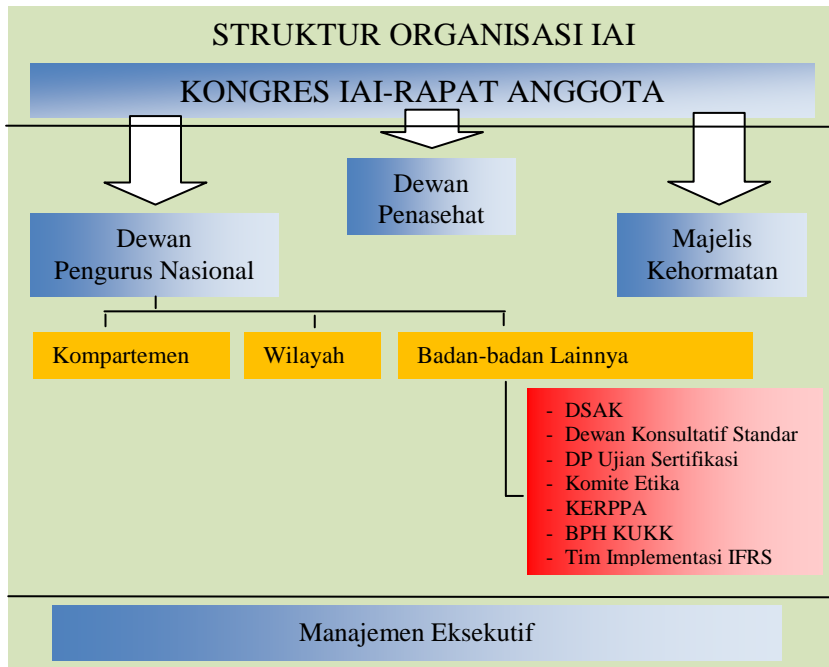 STRUKTUR ORGANISASI IAI
KONGRES IAI-RAPAT ANGGOTA
Dewan
Penasehat
Dewan
Pengurus Nasional
Majelis
Kehormatan
Kompartemen
Wilayah
Badan-badan Lainnya
- DSAK
- Dewan Konsultatif Standar
- DP Ujian Sertifikasi
- Komite Etika
- KERPPA
- BPH KUKK
- Tim Implementasi IFRS
Manajemen Eksekutif